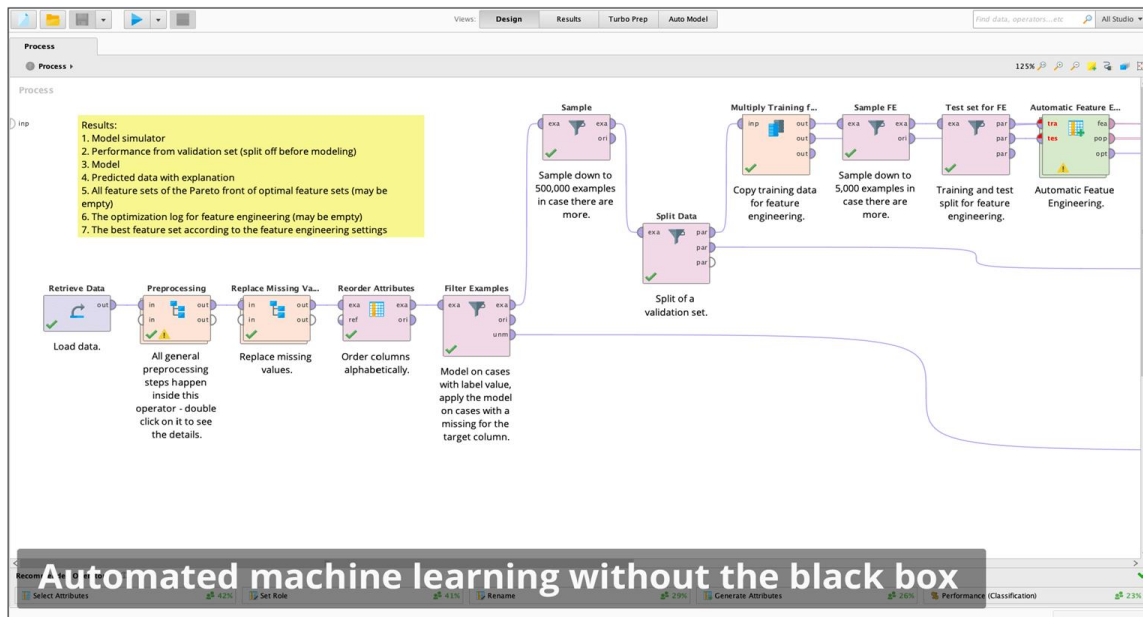 Views:
Design
Results
Turbo Prep
Auto Model
Find data, operators...etc
All Studio
Process
Process
125%
Process
inp
Results:
1. Model simulator
2. Performance from validation set (split off before modeling)
3. Model
4. Predicted data with explanation
5. All feature sets of the Pareto front of optimal feature sets (may be
empty)
6. The optimization log for feature engineering (may be empty)
7. The best feature set according to the feature engineering settings
Sample
exa
exa
ori
Sample down to
500,000 examples
in case there are
more.
Multiply Training f...
inp
out
out
out
Copy training data
for feature
engineering.
Sample FE
exa
exa
ori
Sample down to
5,000 examples in
case there are
more.
Test set for FE
exa
par
par
par
Training and test
split for feature
engineering.
Automatic Feature E...
tra
tes
fea
pop
opt
Automatic Featue
Engineering.
Split Data
exa
par
par
par
Split of a
validation set.
Retrieve Data
out
Load data.
Preprocessing
in
out
in
out
All general
preprocessing
steps happen
inside this
operator - double
click on it to see
the details.
Replace Missing Va...
in
out
in
out
Replace missing
values.
Reorder Attributes
exa
exa
ref
ori
Order columns
alphabetically.
Filter Examples
exa
exa
ori
unm
Model on cases
with label value,
apply the model
on cases with a
missing for the
target column.
Automated machine learning without the black box
Select Attributes
42%
Set Role
41%
Rename
29%
Generate Attributes
26%
Performance (Classification)
23%